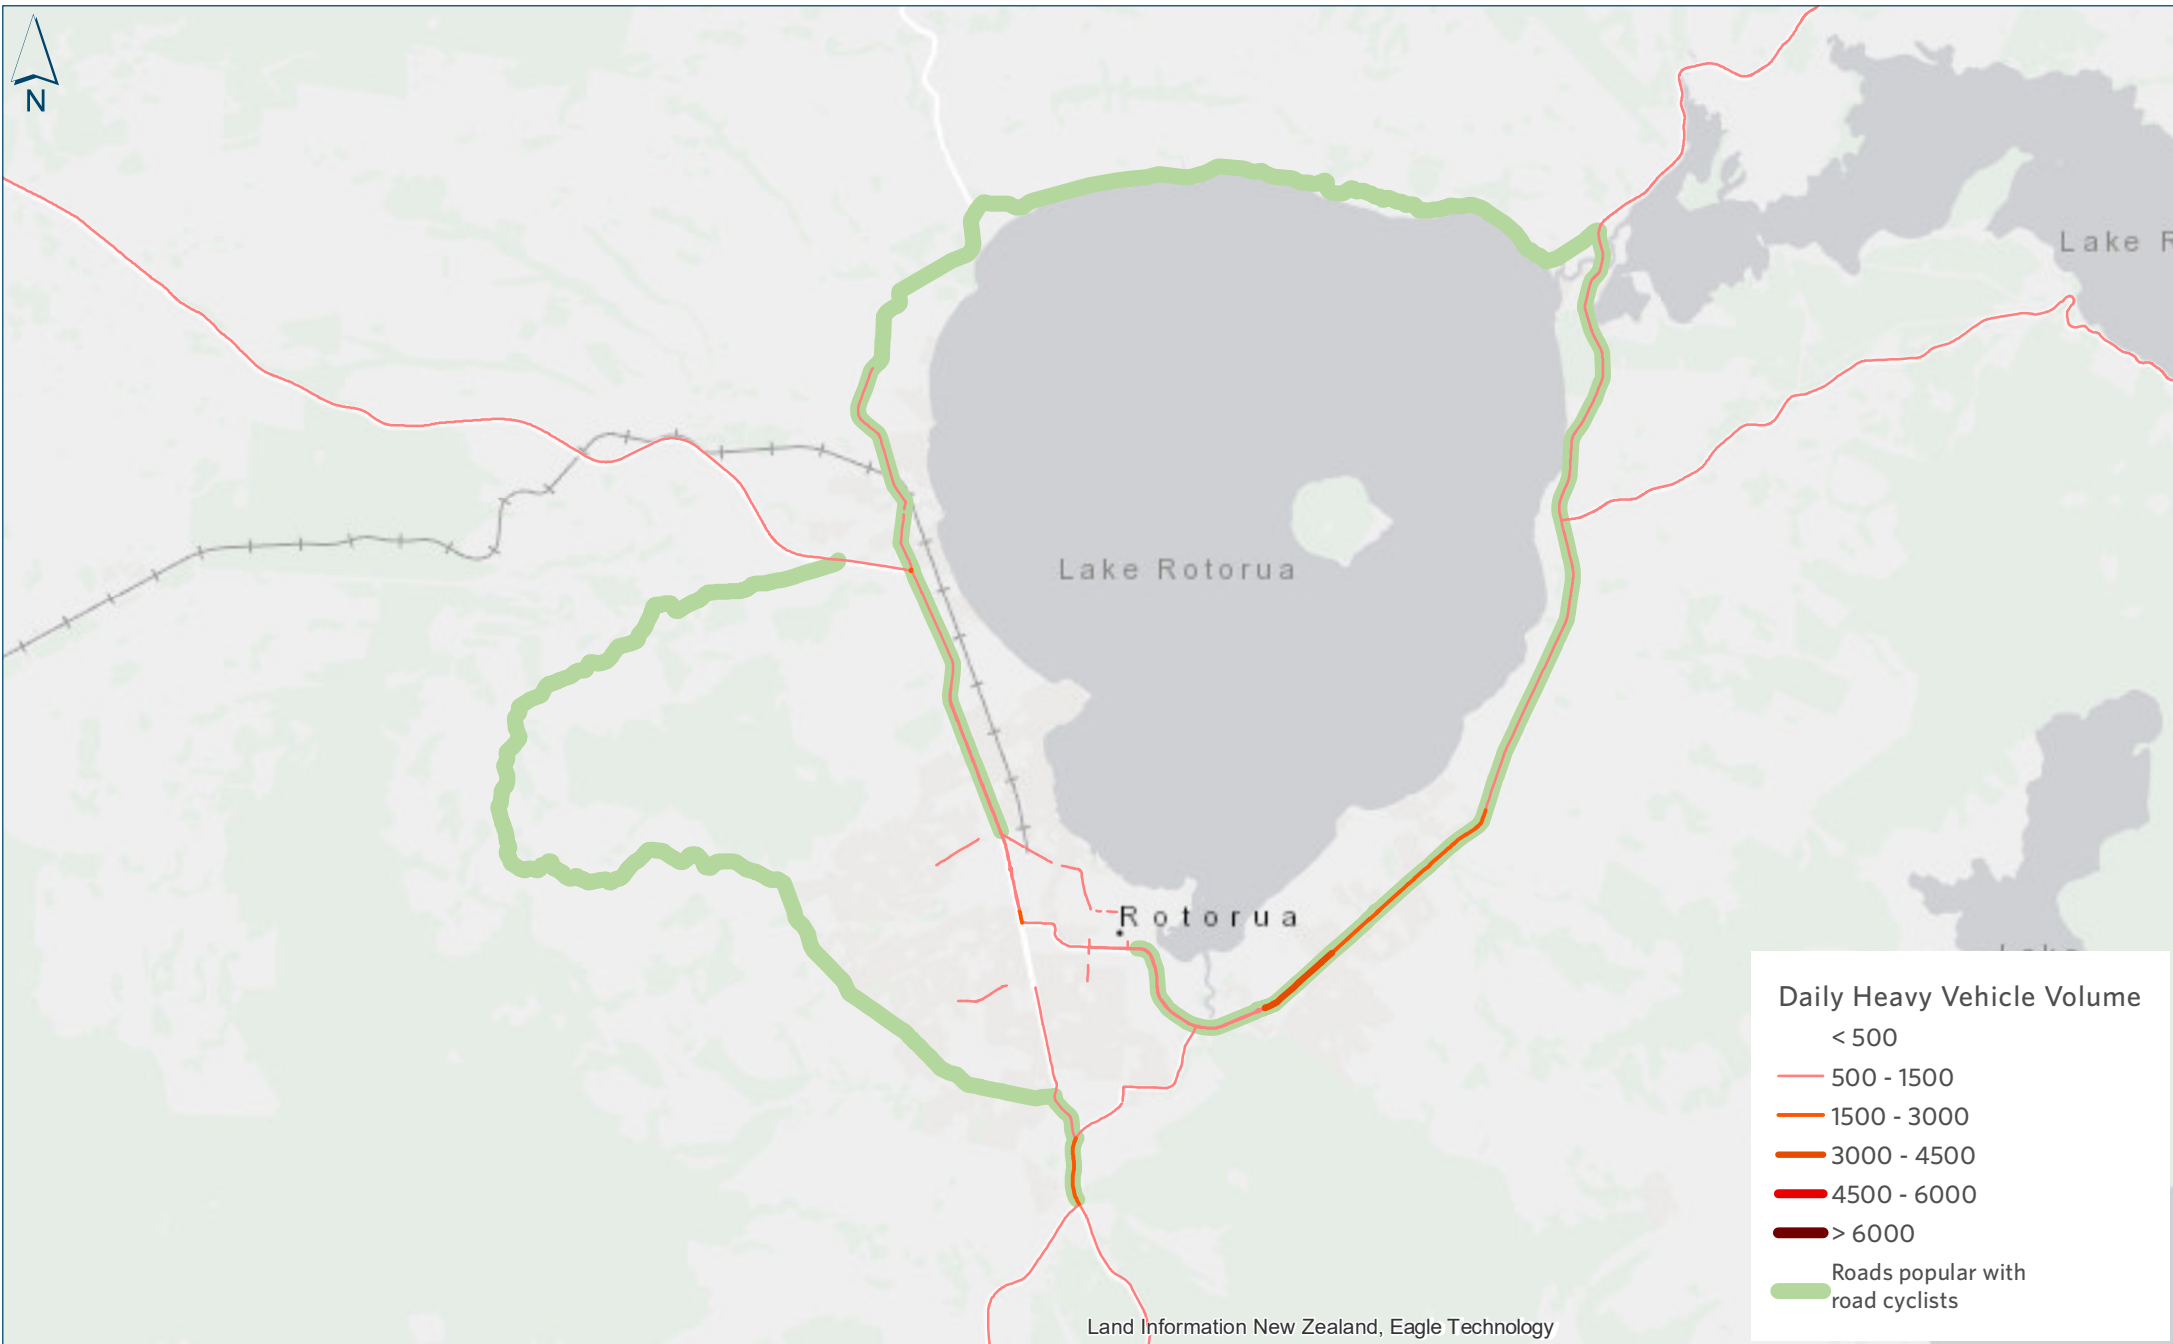 N
Lake R
Lake Rotorua
Rotorua
Lake
Daily Heavy Vehicle Volume
< 500
500 - 1500
1500 - 3000
3000 - 4500
4500 - 6000
> 6000
Roads popular with
road cyclists
Land Information New Zealand, Eagle Technology